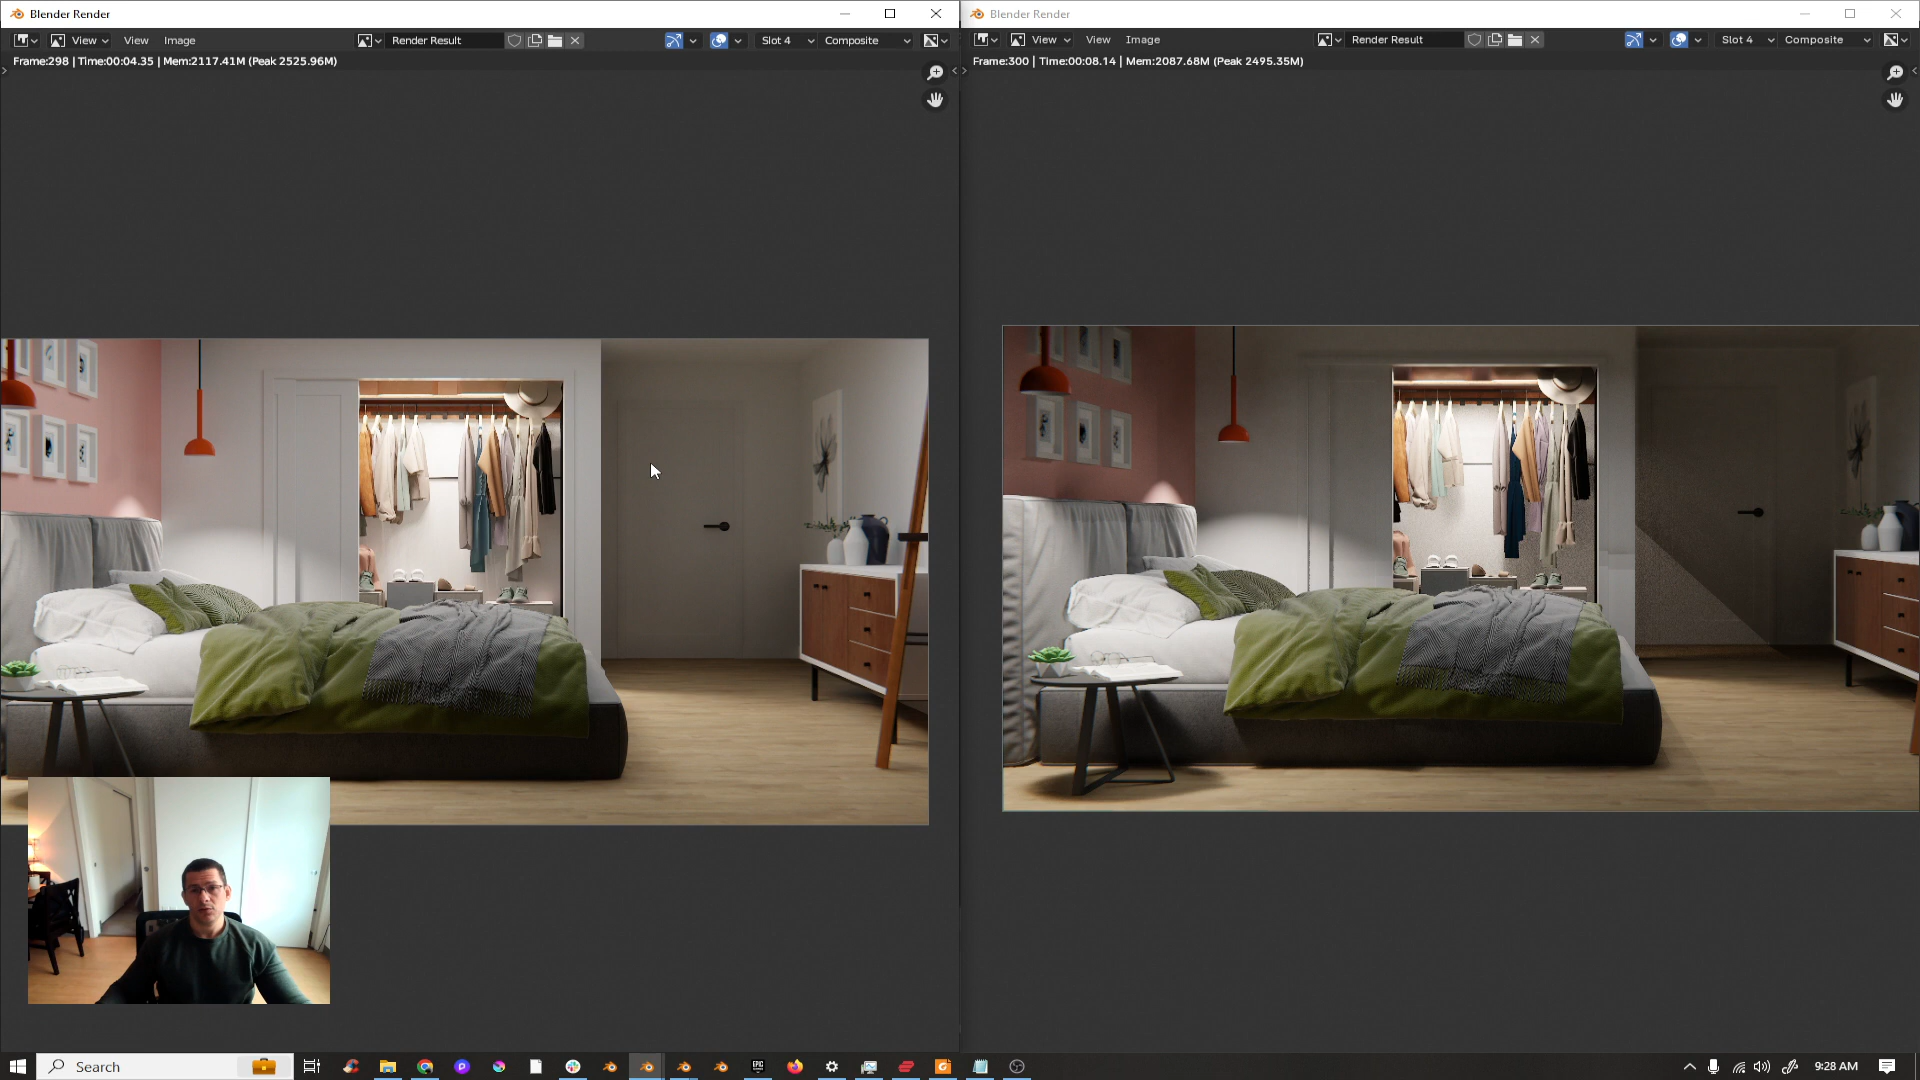 Blender Render
View View Image Render Result Slot 4 Composite
Frame:298 | Time:00:04.35 | Mem:2117.41M (Peak 2525.96M)
Blender Render
View View Image Render Result Slot 4 Composite
Frame:300 | Time:00:08.14 | Mem:2087.68M (Peak 2495.35M)
Search
9:28 AM